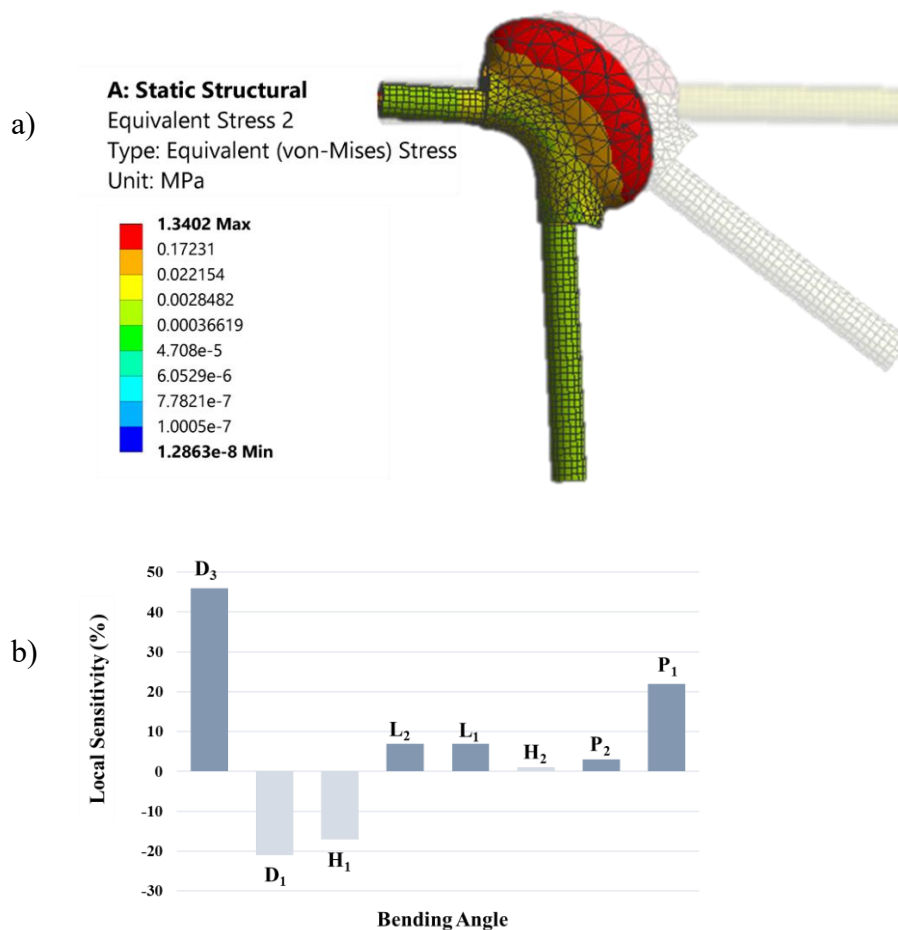 a)
A: Static Structural
Equivalent Stress 2
Type: Equivalent (von-Mises) Stress
Unit: MPa
1.3402 Max
0.17231
0.022154
0.0028482
0.00036619
4.708e-5
6.0529e-6
7.7821e-7
1.0005e-7
1.2863e-8 Min
b)
Local Sensitivity (%)
50
40
30
20
10
0
-10
-20
-30
D₃
D₁
H₁
L₂
L₁
H₂
P₂
P₁
Bending Angle